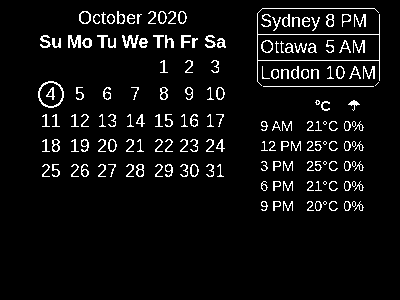 October 2020
Su Mo Tu We Th Fr Sa
1 2 3
4 5 6 7 8 9 10
11 12 13 14 15 16 17
18 19 20 21 22 23 24
25 26 27 28 29 30 31
Sydney 8 PM
Ottawa 5 AM
London 10 AM
°C ☂
9 AM 21°C 0%
12 PM 25°C 0%
3 PM 25°C 0%
6 PM 21°C 0%
9 PM 20°C 0%